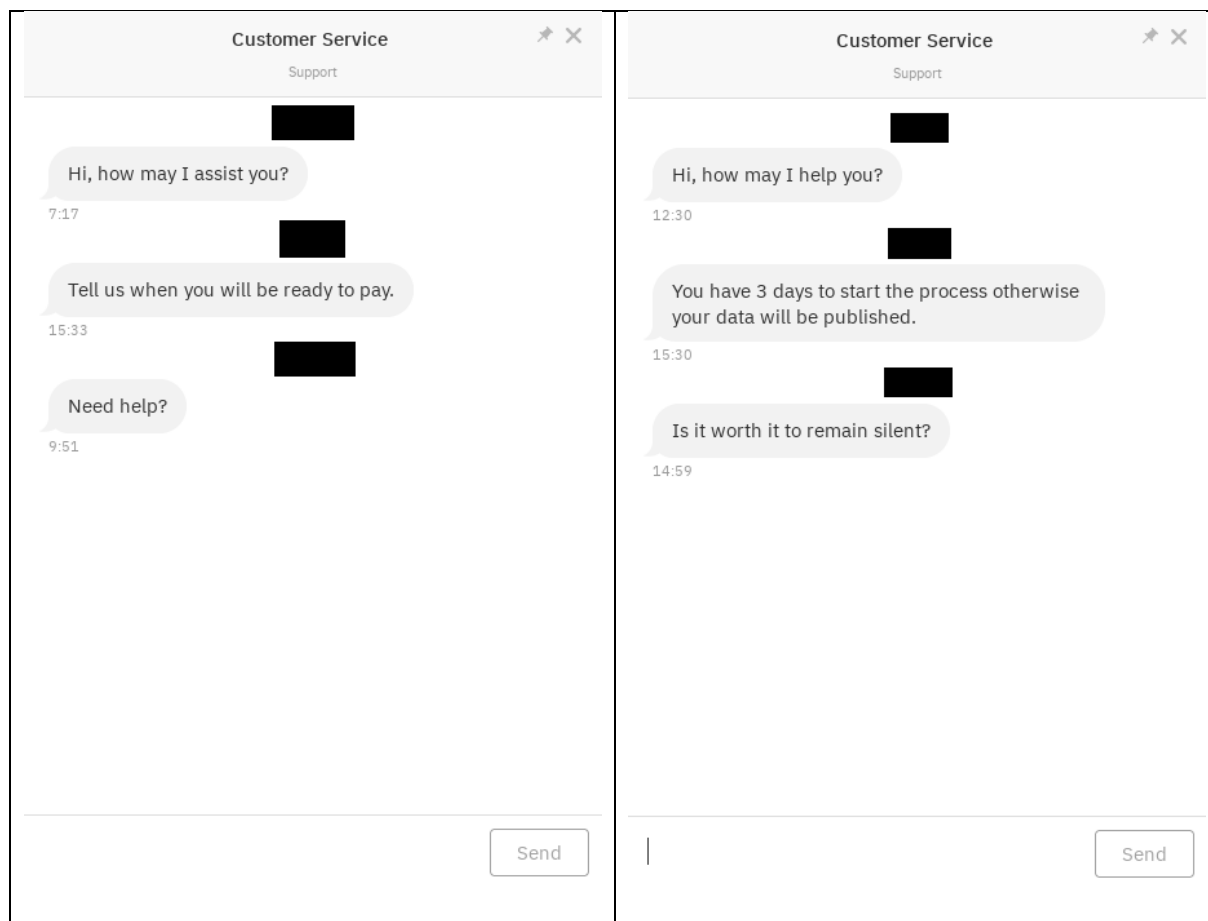 Customer Service
Support
Hi, how may I assist you?
7:17
Tell us when you will be ready to pay.
15:33
Need help?
9:51
Send
Customer Service
Support
Hi, how may I help you?
12:30
You have 3 days to start the process otherwise
your data will be published.
15:30
Is it worth it to remain silent?
14:59
Send